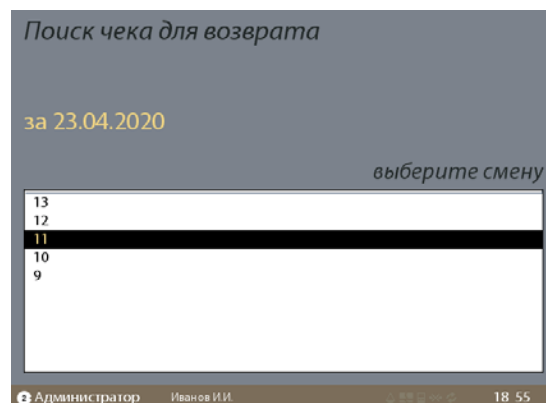 Поиск чека для возврата
за 23.04.2020
выберите смену
13
12
11
10
9
2 Администратор Иванов И.И. 18 55